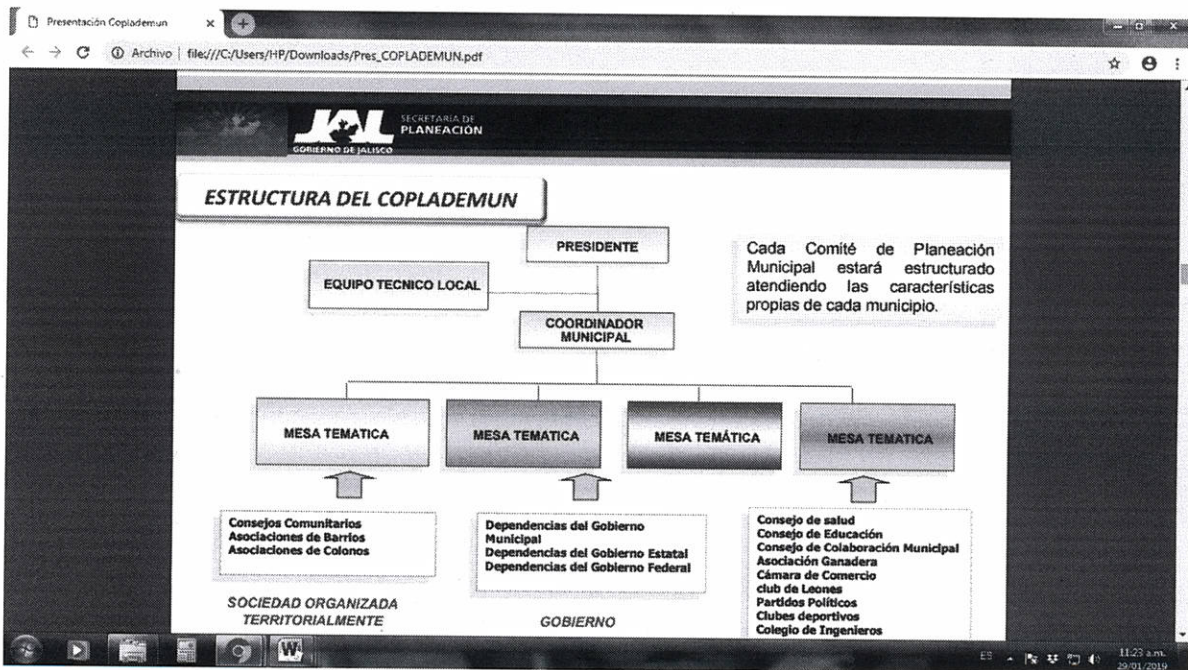 Presentación Coplademun
Archivo | file:///C:/Users/HP/Downloads/Pres_COPLADEMUN.pdf
JAL
GOBIERNO DE JALISCO
SECRETARIA DE
PLANEACIÓN
ESTRUCTURA DEL COPLADEMUN
PRESIDENTE
EQUIPO TECNICO LOCAL
COORDINADOR
MUNICIPAL
Cada Comité de Planeación
Municipal estará estructurado
atendiendo las características
propias de cada municipio.
MESA TEMATICA
MESA TEMATICA
MESA TEMÁTICA
MESA TEMATICA
Consejos Comunitarios
Asociaciones de Barrios
Asociaciones de Colonos
SOCIEDAD ORGANIZADA
TERRITORIALMENTE
Dependencias del Gobierno
Municipal
Dependencias del Gobierno Estatal
Dependencias del Gobierno Federal
GOBIERNO
Consejo de salud
Consejo de Educación
Consejo de Colaboración Municipal
Asociación Ganadera
Cámara de Comercio
club de Leones
Partidos Políticos
Clubes deportivos
Colegio de Ingenieros
ES
11:23 a.m.
29/01/2019